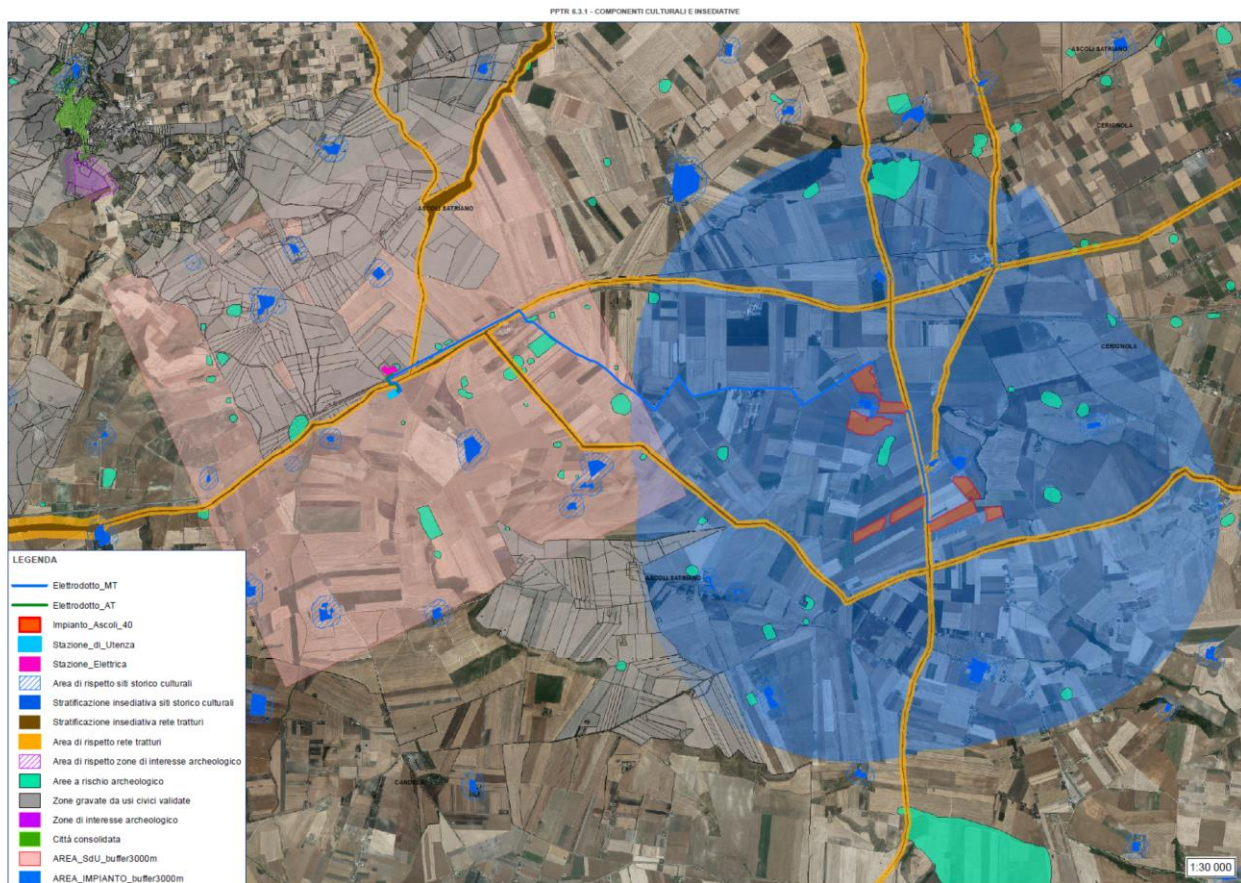 PPTR 6.3.1 - COMPONENTI CULTURALI E INSEDIATIVE
ASCOLI SATRIANO
CERIGNOLA
ASCOLI SATRIANO
CERIGNOLA
ASCOLI SATRIANO
LEGENDA
Elettrodotto_MT
Elettrodotto_AT
Impianto_Ascoli_40
Stazione_di_Utenza
Stazione_Elettrica
Area di rispetto siti storico culturali
Stratificazione insediativa siti storico culturali
Stratificazione insediativa rete tratturi
Area di rispetto rete tratturi
Area di rispetto zone di interesse archeologico
Aree a rischio archeologico
Zone gravate da usi civici validate
Zone di interesse archeologico
Città consolidata
AREA_SdU_buffer3000m
AREA_IMPIANTO_buffer3000m
1:30 000